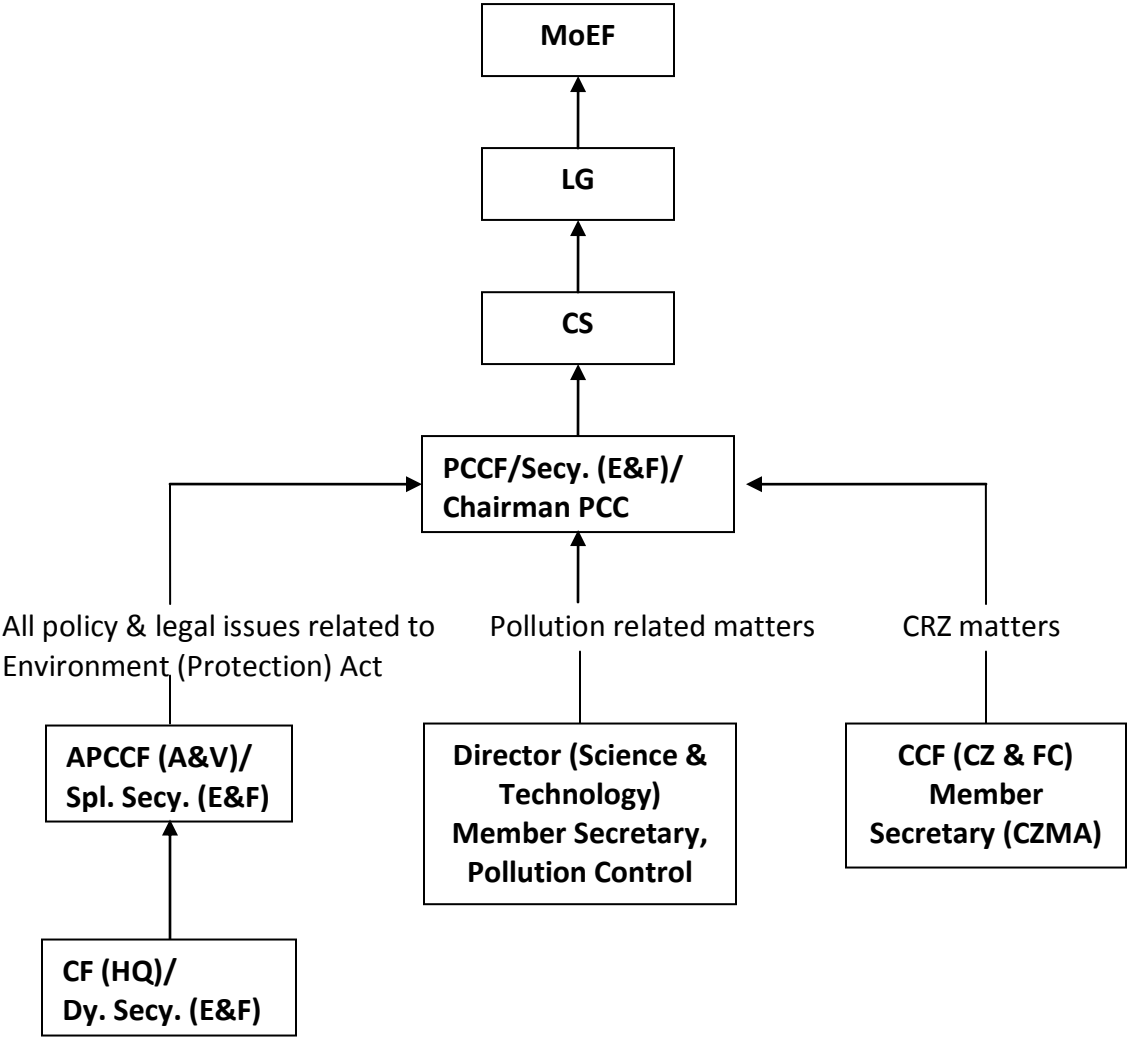 MoEF
LG
CS
PCCF/Secy. (E&F)/
Chairman PCC
All policy & legal issues related to
Environment (Protection) Act
Pollution related matters
CRZ matters
APCCF (A&V)/
Spl. Secy. (E&F)
Director (Science &
Technology)
Member Secretary,
Pollution Control
CCF (CZ & FC)
Member
Secretary (CZMA)
CF (HQ)/
Dy. Secy. (E&F)